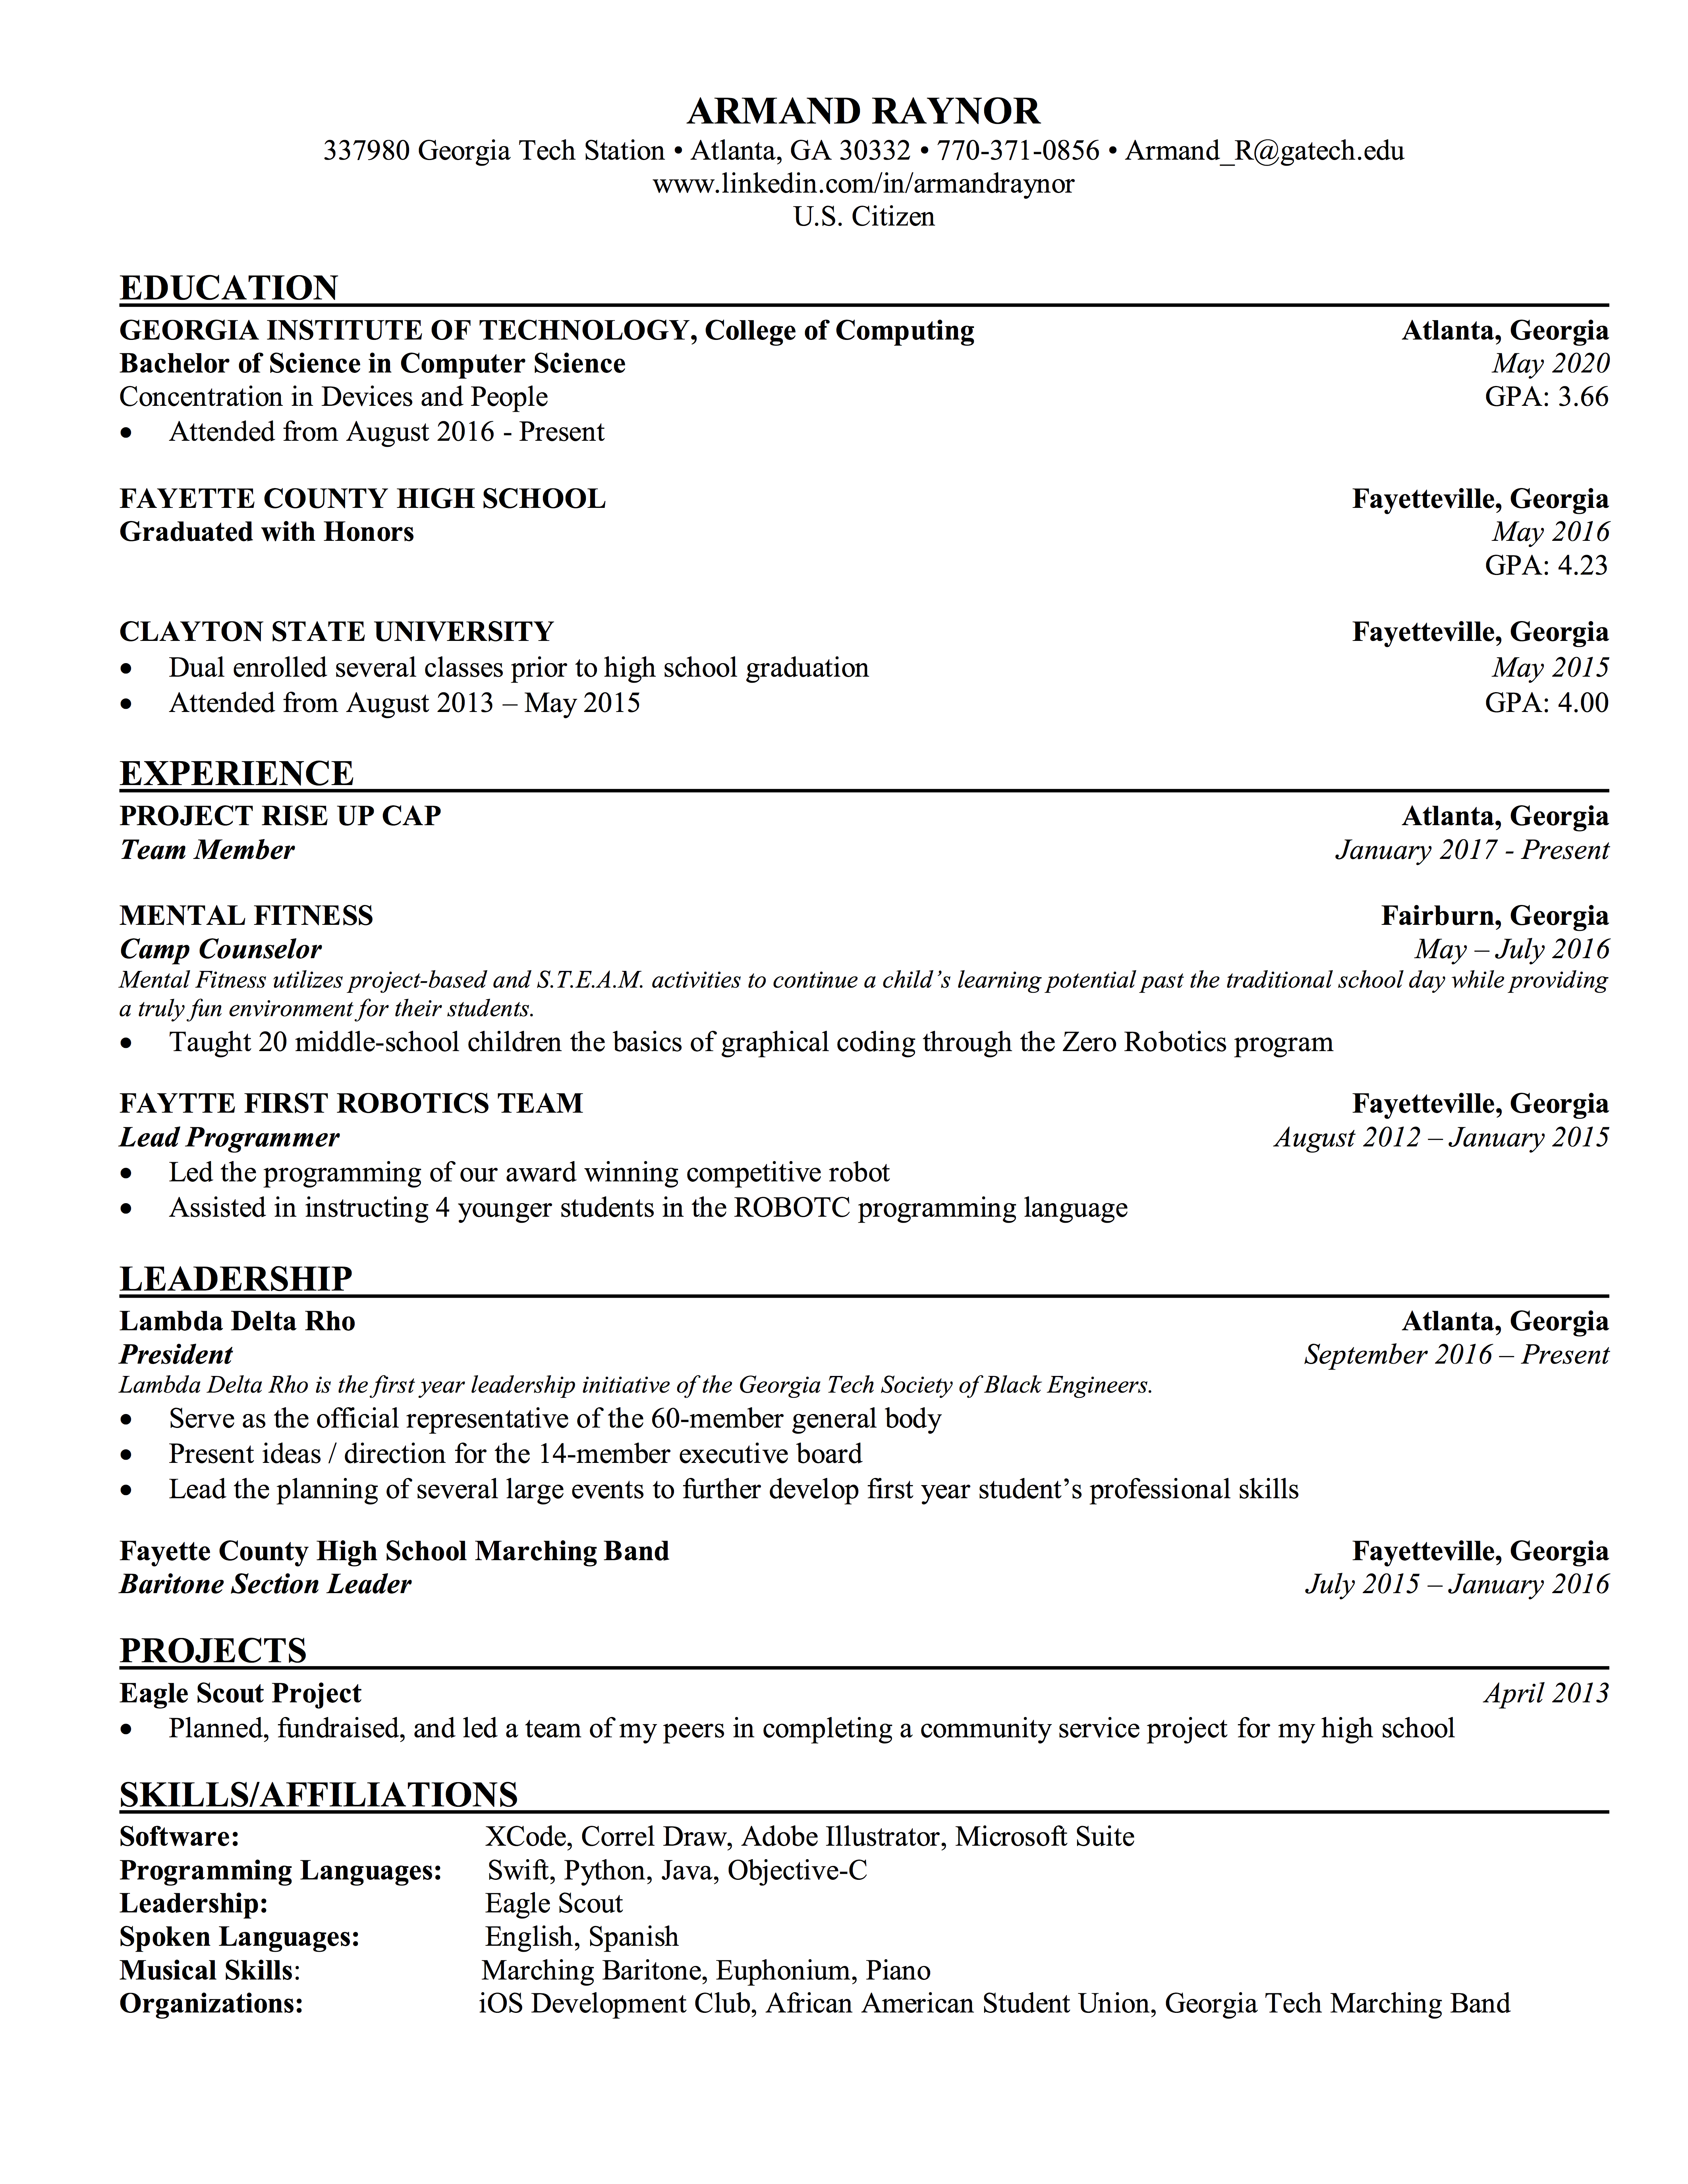 ARMAND RAYNOR
337980 Georgia Tech Station • Atlanta, GA 30332 • 770-371-0856 • Armand_R@gatech.edu
www.linkedin.com/in/armandraynor
U.S. Citizen
EDUCATION
GEORGIA INSTITUTE OF TECHNOLOGY, College of Computing Atlanta, Georgia
Bachelor of Science in Computer Science May 2020
Concentration in Devices and People GPA: 3.66
• Attended from August 2016 - Present
FAYETTE COUNTY HIGH SCHOOL Fayetteville, Georgia
Graduated with Honors May 2016
GPA: 4.23
CLAYTON STATE UNIVERSITY Fayetteville, Georgia
• Dual enrolled several classes prior to high school graduation May 2015
• Attended from August 2013 – May 2015 GPA: 4.00
EXPERIENCE
PROJECT RISE UP CAP Atlanta, Georgia
Team Member January 2017 - Present
MENTAL FITNESS Fairburn, Georgia
Camp Counselor May – July 2016
Mental Fitness utilizes project-based and S.T.E.A.M. activities to continue a child’s learning potential past the traditional school day while providing
a truly fun environment for their students.
• Taught 20 middle-school children the basics of graphical coding through the Zero Robotics program
FAYTTE FIRST ROBOTICS TEAM Fayetteville, Georgia
Lead Programmer August 2012 – January 2015
• Led the programming of our award winning competitive robot
• Assisted in instructing 4 younger students in the ROBOTC programming language
LEADERSHIP
Lambda Delta Rho Atlanta, Georgia
President September 2016 – Present
Lambda Delta Rho is the first year leadership initiative of the Georgia Tech Society of Black Engineers.
• Serve as the official representative of the 60-member general body
• Present ideas / direction for the 14-member executive board
• Lead the planning of several large events to further develop first year student’s professional skills
Fayette County High School Marching Band Fayetteville, Georgia
Baritone Section Leader July 2015 – January 2016
PROJECTS
Eagle Scout Project April 2013
• Planned, fundraised, and led a team of my peers in completing a community service project for my high school
SKILLS/AFFILIATIONS
Software: XCode, Correl Draw, Adobe Illustrator, Microsoft Suite
Programming Languages: Swift, Python, Java, Objective-C
Leadership: Eagle Scout
Spoken Languages: English, Spanish
Musical Skills: Marching Baritone, Euphonium, Piano
Organizations: iOS Development Club, African American Student Union, Georgia Tech Marching Band